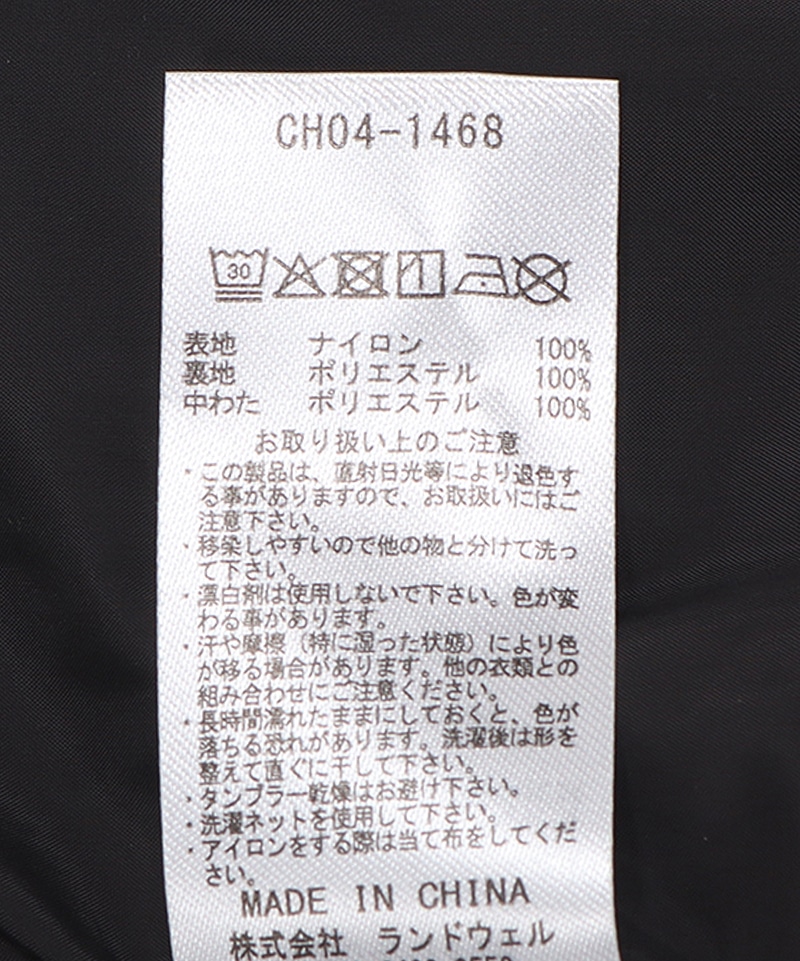 CH04-1468
30
表地 ナイロン 100%
裏地 ポリエステル 100%
中わた ポリエステル 100%
お取り扱い上のご注意
・この製品は、直射日光等により退色す
る事がありますので、お取扱いにはご
注意下さい。
・移染しやすいので他の物と分けて洗っ
て下さい。
・漂白剤は使用しないで下さい。色が変
わる事があります。
・汗や摩擦（特に湿った状態）により色
が移る場合があります。他の衣類との
組み合わせにご注意ください。
・長時間濡れたままにしておくと、色が
落ちる恐れがあります。洗濯後は形を
整えて直ぐに干して下さい。
・タンブラー乾燥はお避け下さい。
・洗濯ネットを使用して下さい。
・アイロンをする際は当て布をしてくだ
さい。
MADE IN CHINA
株式会社 ランドウェル